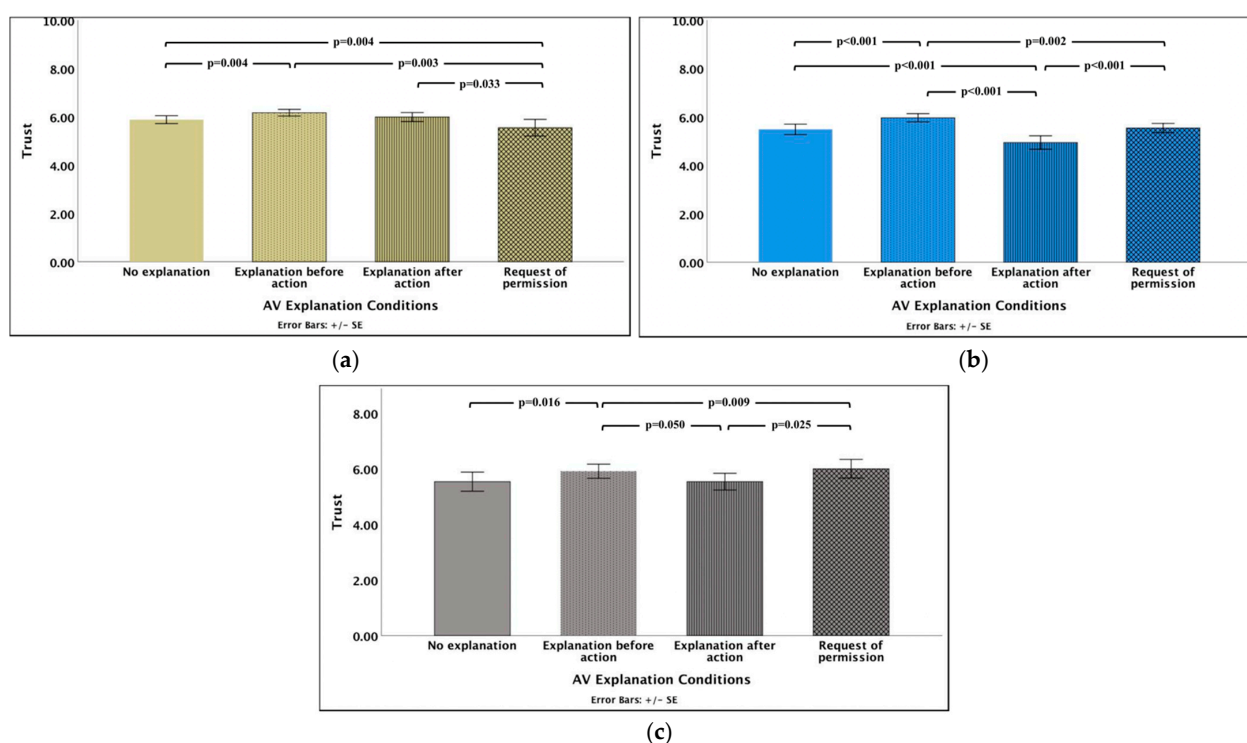 10.00
8.00
6.00
4.00
2.00
0.00
Trust
p=0.004
p=0.004
p=0.003
p=0.033
No explanation
Explanation before action
Explanation after action
Request of permission
AV Explanation Conditions
Error Bars: +/- SE
(a)
10.00
8.00
6.00
4.00
2.00
0.00
Trust
p<0.001
p=0.002
p<0.001
p<0.001
p<0.001
No explanation
Explanation before action
Explanation after action
Request of permission
AV Explanation Conditions
Error Bars: +/- SE
(b)
8.00
6.00
4.00
2.00
0.00
Trust
p=0.016
p=0.009
p=0.050
p=0.025
No explanation
Explanation before action
Explanation after action
Request of permission
AV Explanation Conditions
Error Bars: +/- SE
(c)